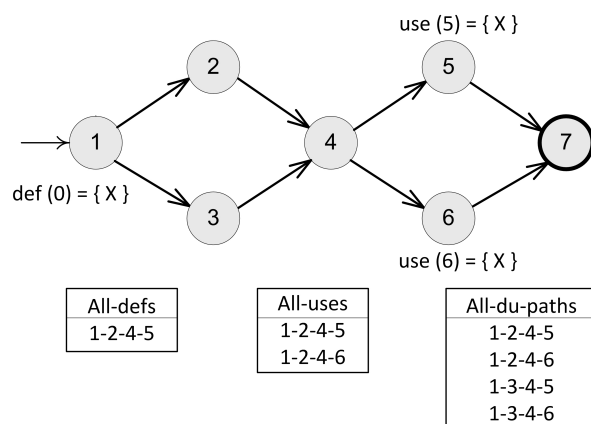 use (5) = { X }
2
5
1
4
7
def (0) = { X }
3
6
use (6) = { X }
All-defs
1-2-4-5
All-uses
1-2-4-5
1-2-4-6
All-du-paths
1-2-4-5
1-2-4-6
1-3-4-5
1-3-4-6